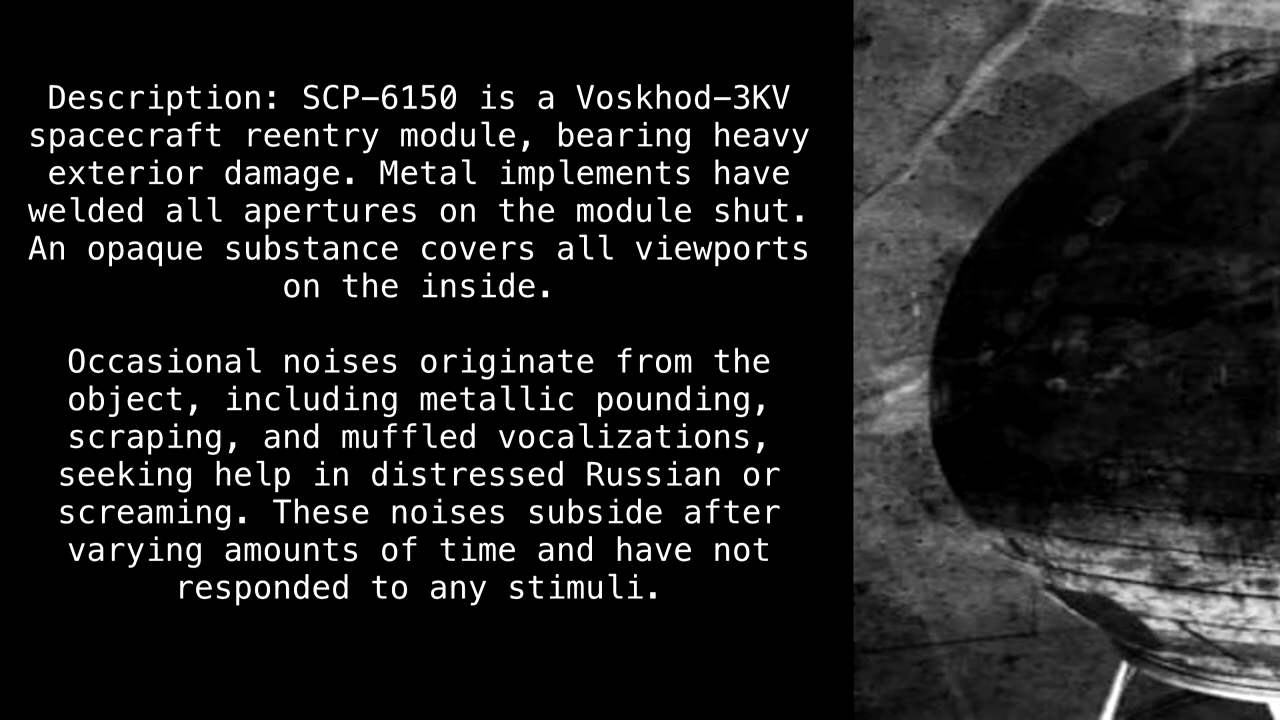 Description: SCP-6150 is a Voskhod-3KV
spacecraft reentry module, bearing heavy
exterior damage. Metal implements have
welded all apertures on the module shut.
An opaque substance covers all viewports
on the inside.
Occasional noises originate from the
object, including metallic pounding,
scraping, and muffled vocalizations,
seeking help in distressed Russian or
screaming. These noises subside after
varying amounts of time and have not
responded to any stimuli.